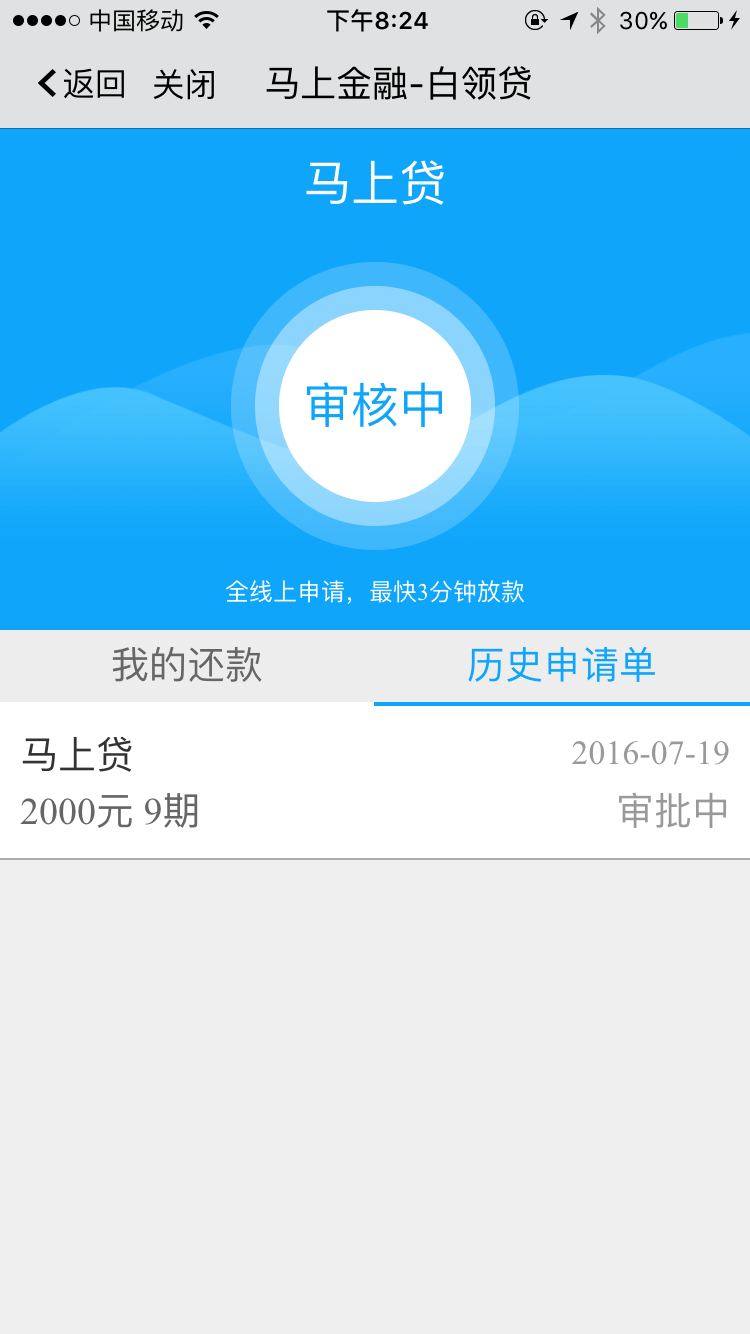 中国移动 下午8:24 30%
返回 关闭 马上金融-白领贷
马上贷
审核中
全线上申请，最快3分钟放款
我的还款 历史申请单
马上贷 2016-07-19
2000元 9期 审批中